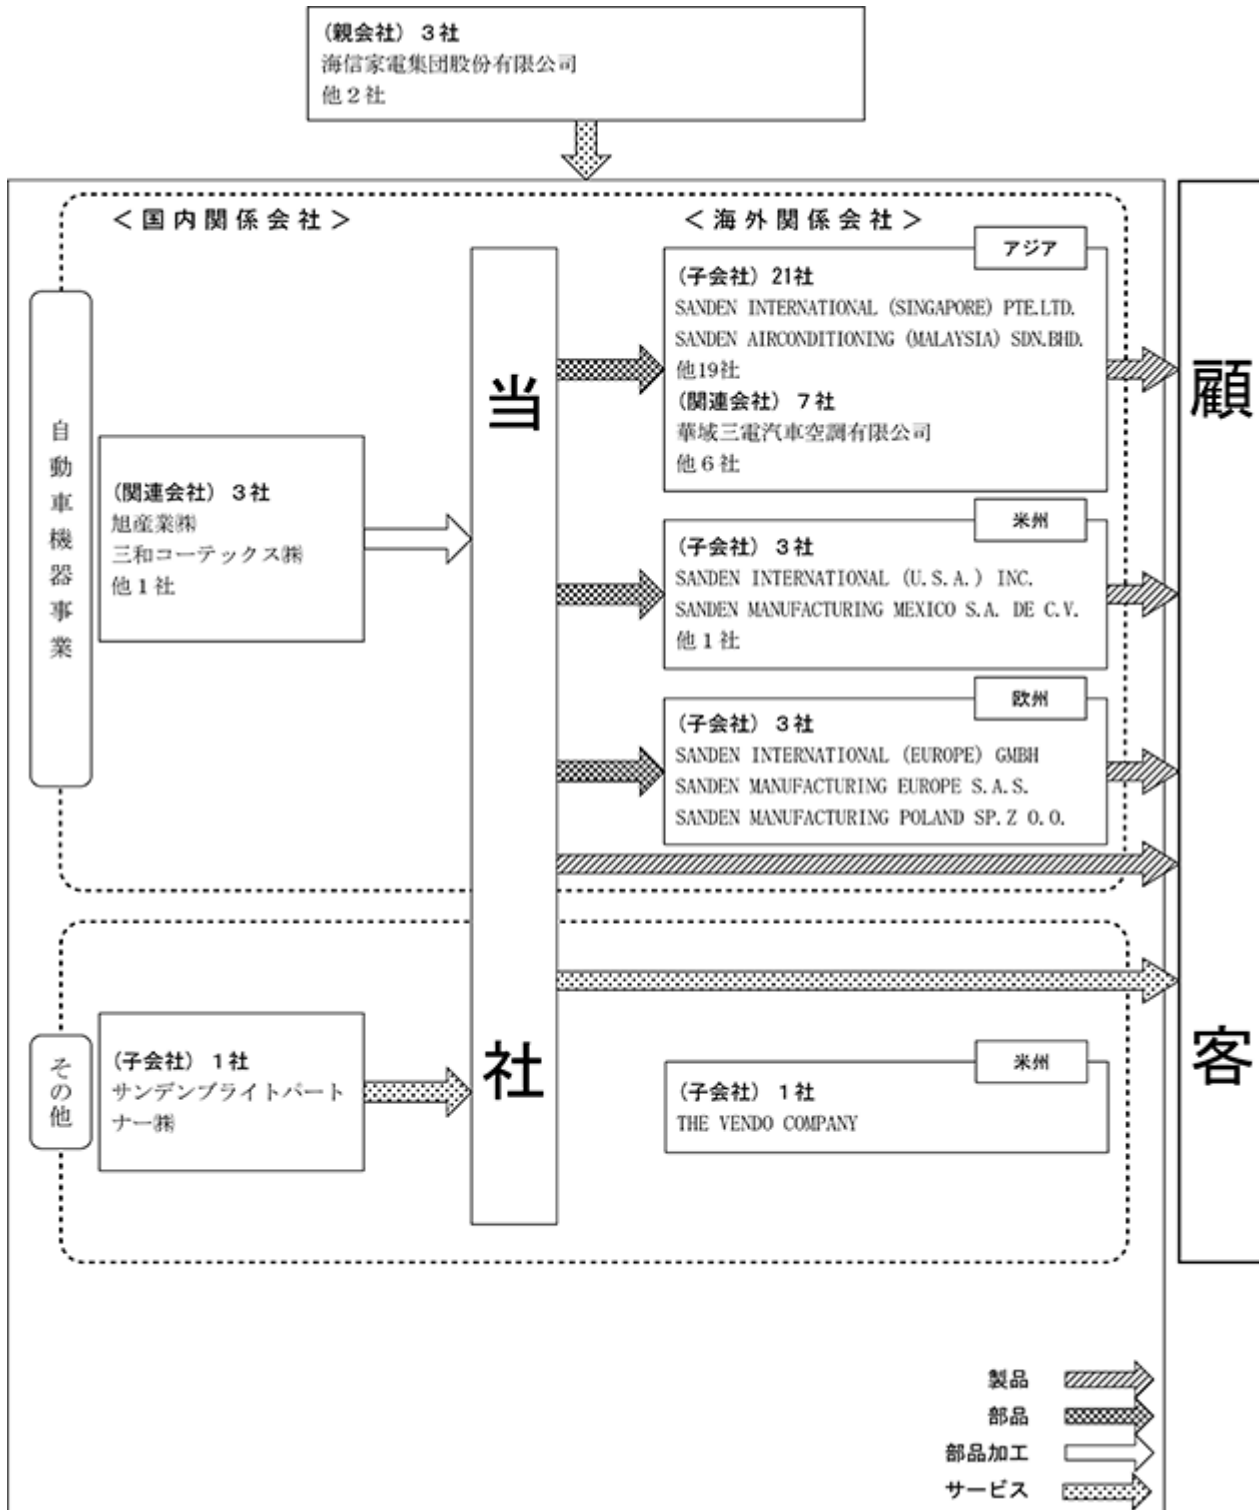 (親会社) 3社
海信家電集団股份有限公司
他2社
＜国内関係会社＞
＜海外関係会社＞
自動車機器事業
(関連会社) 3社
旭産業㈱
三和コーテックス㈱
他1社
当社
アジア
(子会社) 21社
SANDEN INTERNATIONAL (SINGAPORE) PTE.LTD.
SANDEN AIRCONDITIONING (MALAYSIA) SDN.BHD.
他19社
(関連会社) 7社
華域三電汽車空調有限公司
他6社
米州
(子会社) 3社
SANDEN INTERNATIONAL (U.S.A.) INC.
SANDEN MANUFACTURING MEXICO S.A. DE C.V.
他1社
欧州
(子会社) 3社
SANDEN INTERNATIONAL (EUROPE) GMBH
SANDEN MANUFACTURING EUROPE S.A.S.
SANDEN MANUFACTURING POLAND SP.Z O.O.
顧客
その他
(子会社) 1社
サンデンブライトパート
ナー㈱
米州
(子会社) 1社
THE VENDO COMPANY
製品
部品
部品加工
サービス